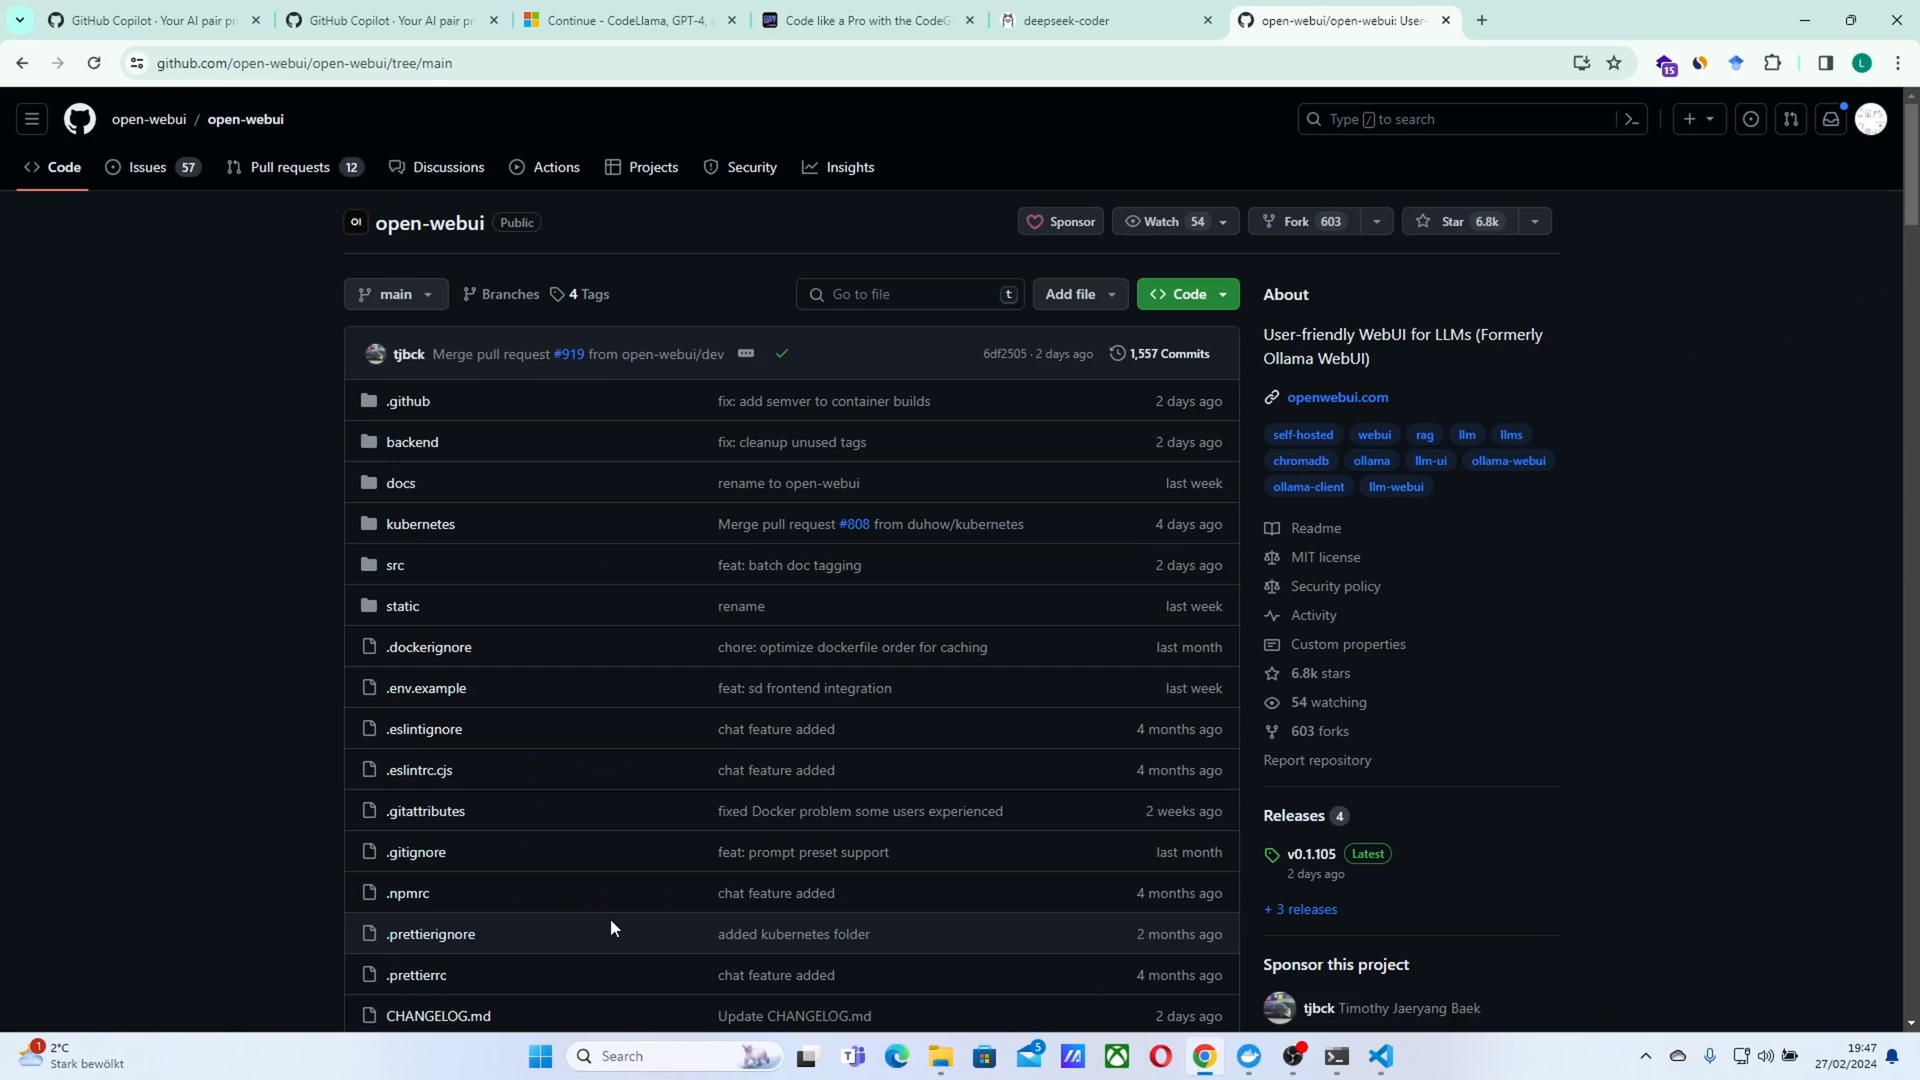 GitHub Copilot · Your AI pair pr
GitHub Copilot · Your AI pair pr
Continue - CodeLlama, GPT-4, a
Code like a Pro with the CodeG
deepseek-coder
open-webui/open-webui: User-
github.com/open-webui/open-webui/tree/main
15
L
open-webui / open-webui
Type / to search
Code
Issues 57
Pull requests 12
Discussions
Actions
Projects
Security
Insights
OI open-webui Public
Sponsor
Watch 54
Fork 603
Star 6.8k
main
Branches
4 Tags
Go to file t
Add file
Code
tjbck Merge pull request #919 from open-webui/dev
6df2505 · 2 days ago
1,557 Commits
.github fix: add semver to container builds 2 days ago
backend fix: cleanup unused tags 2 days ago
docs rename to open-webui last week
kubernetes Merge pull request #808 from duhow/kubernetes 4 days ago
src feat: batch doc tagging 2 days ago
static rename last week
.dockerignore chore: optimize dockerfile order for caching last month
.env.example feat: sd frontend integration last week
.eslintignore chat feature added 4 months ago
.eslintrc.cjs chat feature added 4 months ago
.gitattributes fixed Docker problem some users experienced 2 weeks ago
.gitignore feat: prompt preset support last month
.npmrc chat feature added 4 months ago
.prettierignore added kubernetes folder 2 months ago
.prettierrc chat feature added 4 months ago
CHANGELOG.md Update CHANGELOG.md 2 days ago
About
User-friendly WebUI for LLMs (Formerly
Ollama WebUI)
openwebui.com
self-hosted webui rag llm llms
chromadb ollama llm-ui ollama-webui
ollama-client llm-webui
Readme
MIT license
Security policy
Activity
Custom properties
6.8k stars
54 watching
603 forks
Report repository
Releases 4
v0.1.105 Latest
2 days ago
+ 3 releases
Sponsor this project
tjbck Timothy Jaeryang Baek
1
2°C
Stark bewölkt
Search
5
19:47
27/02/2024